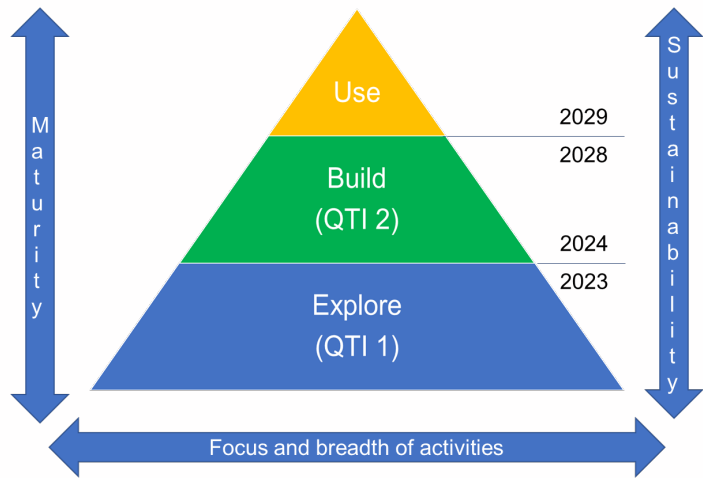 Use
2029
2028
Build
(QTI 2)
2024
2023
Explore
(QTI 1)
Maturity
Sustainability
Focus and breadth of activities